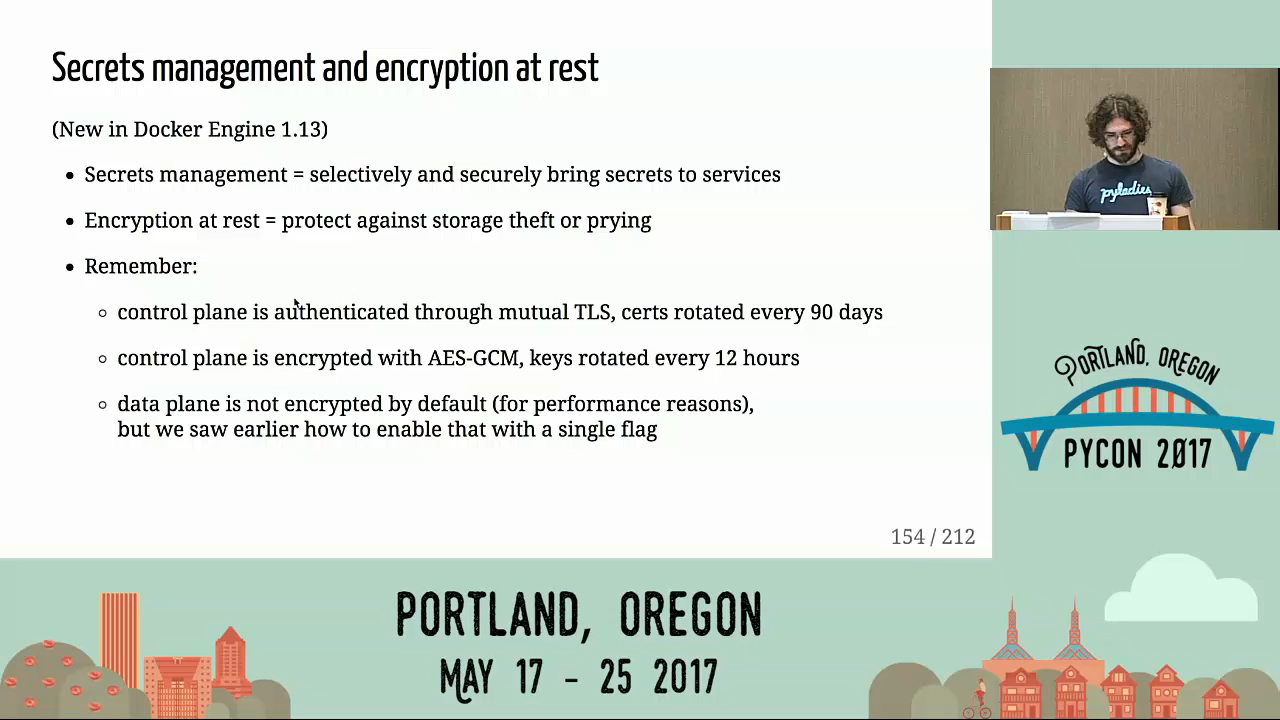 Secrets management and encryption at rest
(New in Docker Engine 1.13)
• Secrets management = selectively and securely bring secrets to services
• Encryption at rest = protect against storage theft or prying
• Remember:
◦ control plane is authenticated through mutual TLS, certs rotated every 90 days
◦ control plane is encrypted with AES-GCM, keys rotated every 12 hours
◦ data plane is not encrypted by default (for performance reasons),
but we saw earlier how to enable that with a single flag
154 / 212
pyladies
PORTLAND, OREGON
PYCON 2017
PORTLAND, OREGON
MAY 17 - 25 2017